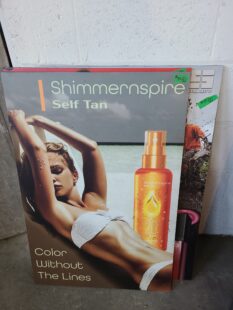 Shimmernspire
Self Tan
Color
Without
The Lines